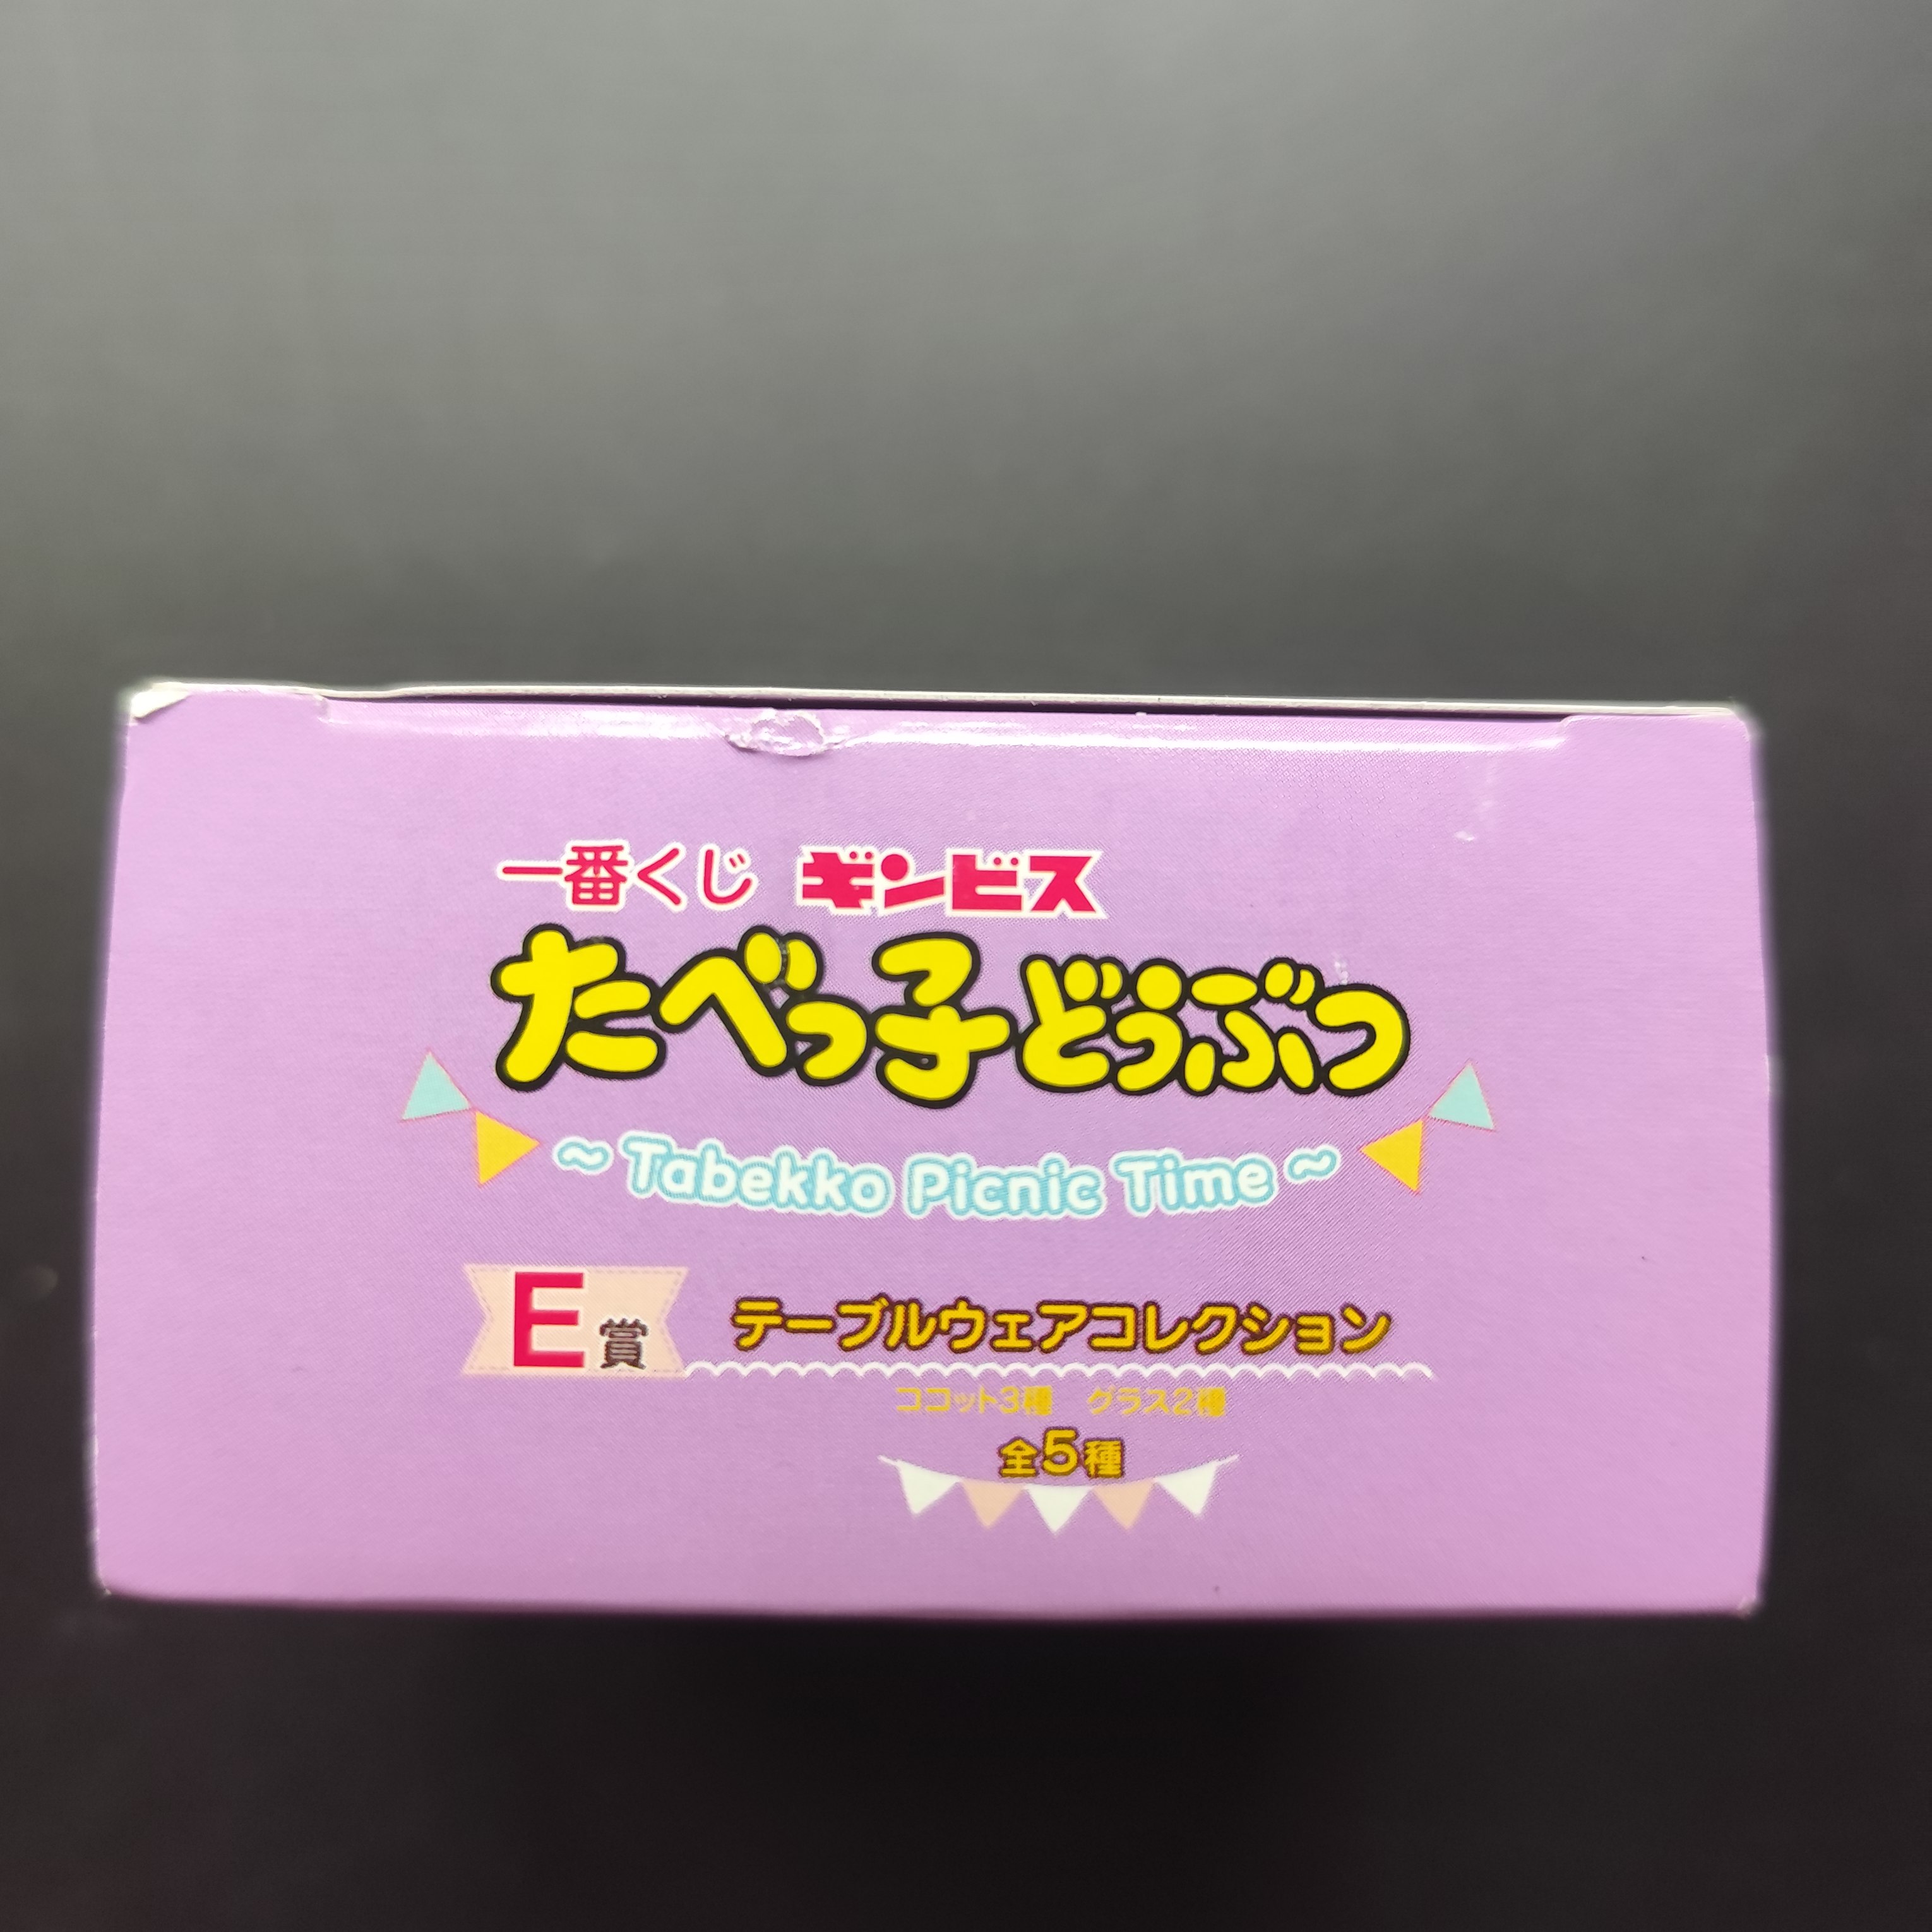 一番くじ ギンビス
たべっ子どうぶつ
~ Tabekko Picnic Time ~
E賞 テーブルウェアコレクション
ココット3種 グラス2種
全5種